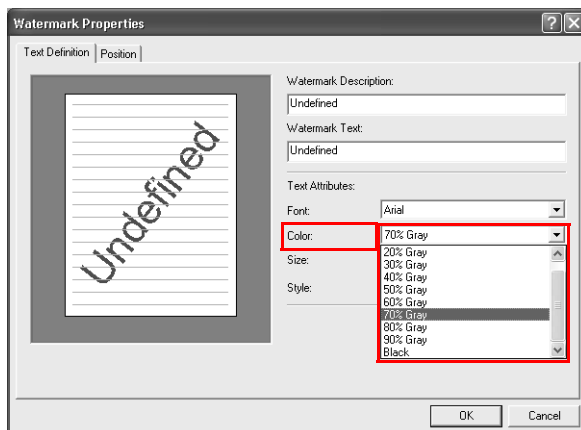 Watermark Properties
Text Definition
Position
Undefined
Watermark Description:
Undefined
Watermark Text:
Undefined
Text Attributes:
Font: Arial
Color: 70% Gray
20% Gray
30% Gray
40% Gray
50% Gray
60% Gray
70% Gray
80% Gray
90% Gray
Black
Size:
Style:
OK
Cancel